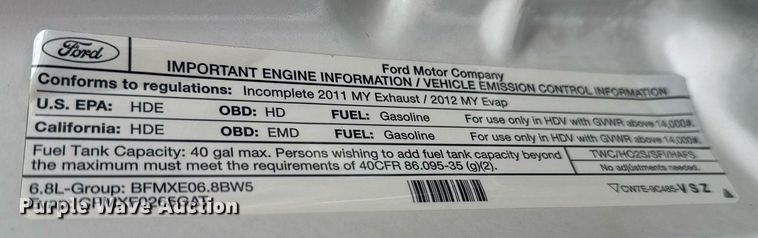 Ford
Ford Motor Company
IMPORTANT ENGINE INFORMATION / VEHICLE EMISSION CONTROL INFORMATION
Conforms to regulations: Incomplete 2011 MY Exhaust / 2012 MY Evap
U.S. EPA: HDE OBD: HD FUEL: Gasoline For use only in HDV with GVWR above 14,000#.
California: HDE OBD: EMD FUEL: Gasoline For use only in HDV with GVWR above 14,000#.
Fuel Tank Capacity: 40 gal max. Persons wishing to add fuel tank capacity beyond
the maximum must meet the requirements of 40CFR 86.095-35 (g)(2).
TWC/HO2S/SFI/HAFS
No adjustments needed.
6.8L-Group: BFMXE06.8BW5
CW7E-9C485-VSZ
Purple Wave Auction